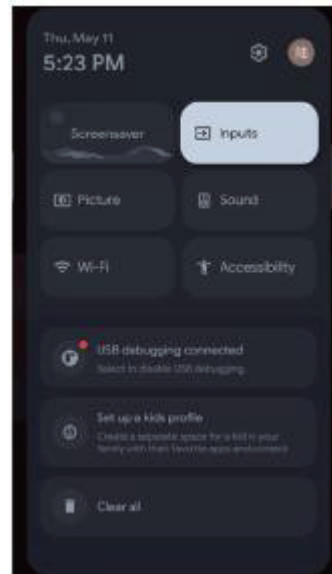 Thu, May 11
5:23 PM
Screensaver
Inputs
Picture
Sound
Wi-Fi
Accessibility
USB debugging connected
Select to disable USB debugging.
Set up a kids profile
Create a separate space for a kid in your
family with their favorite apps and
Clear all